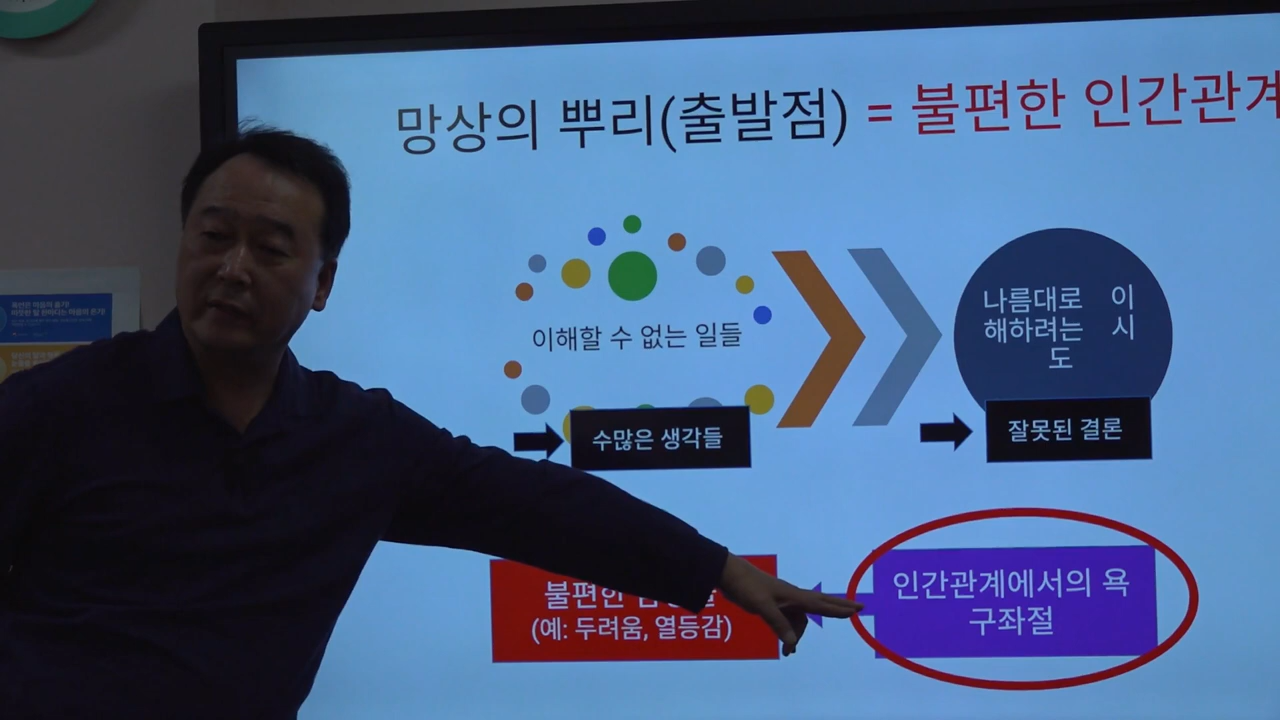 망상의 뿌리(출발점) = 불편한 인간관계
이해할 수 없는 일들
나름대로 이
해하려는 시
도
수많은 생각들
잘못된 결론
불편한
(예: 두려움, 열등감)
인간관계에서의 욕
구좌절